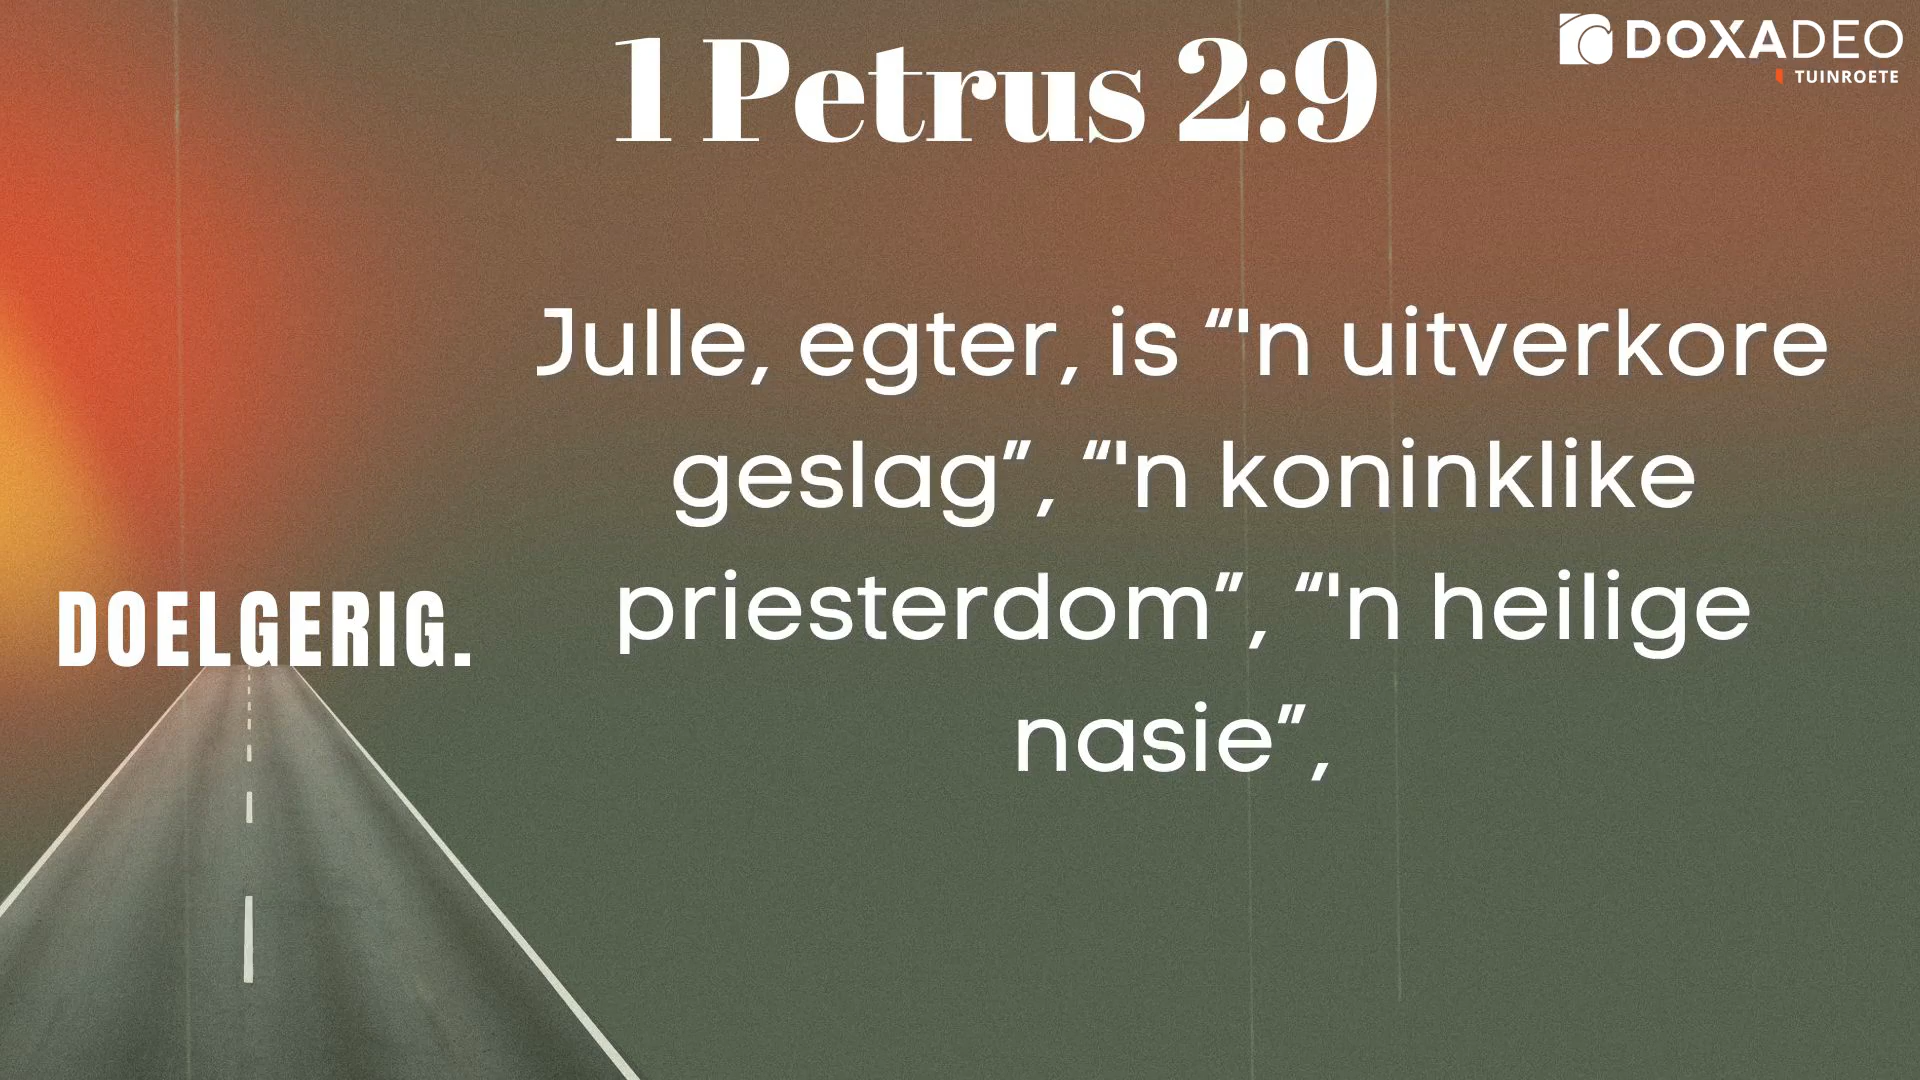 1 Petrus 2:9
DOXADEO
TUINROETE
Julle, egter, is “'n uitverkore
geslag”, “'n koninklike
priesterdom”, “'n heilige
nasie”,
DOELGERIG.